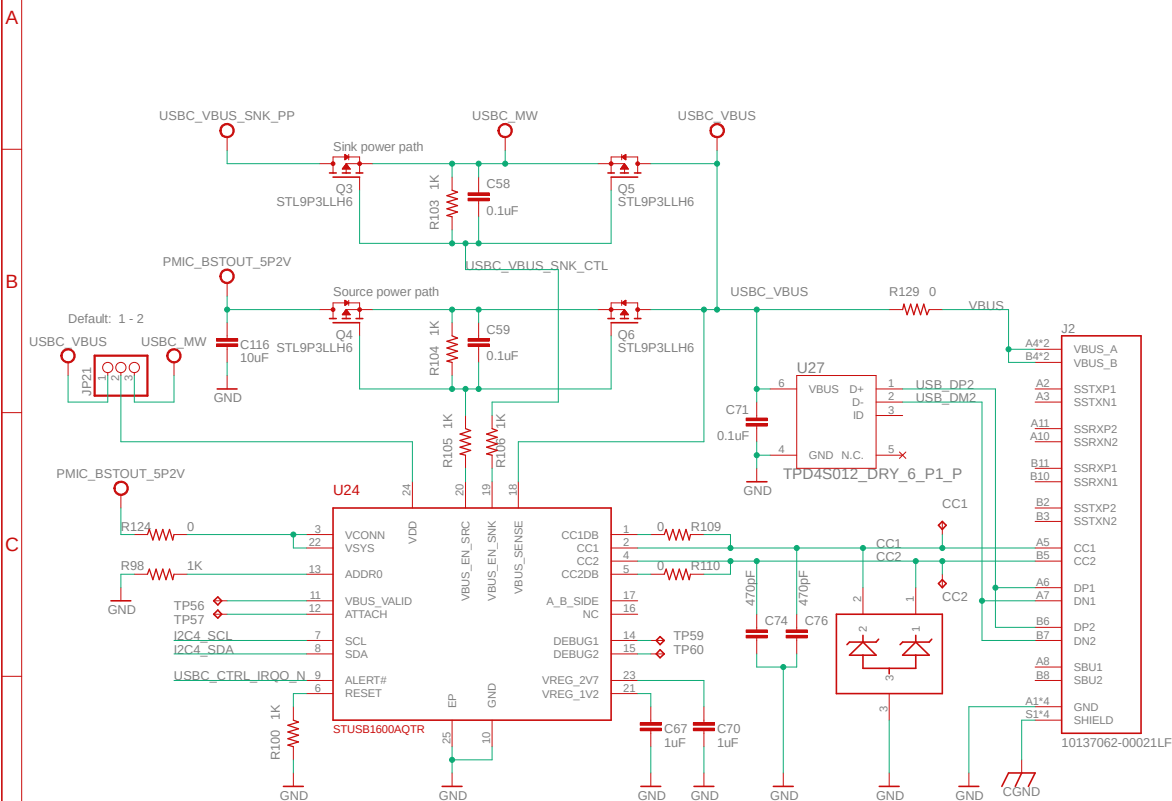 A
USBC_VBUS_SNK_PP
USBC_MW
USBC_VBUS
Sink power path
Q3
STL9P3LLH6
R103 1K
C58
0.1uF
Q5
STL9P3LLH6
USBC_VBUS_SNK_CTL
B
PMIC_BSTOUT_5P2V
Source power path
USBC_VBUS
R129 0
VBUS
Default: 1 - 2
USBC_VBUS
USBC_MW
JP21
1
2
3
C116
10uF
GND
Q4
STL9P3LLH6
R104 1K
C59
0.1uF
Q6
STL9P3LLH6
R105 1K
R106 1K
C71
0.1uF
GND
U27
6 VBUS D+ 1 USB_DP2
D- 2 USB_DM2
ID 3
4 GND N.C. 5
TPD4S012_DRY_6_P1_P
J2
A4*2 VBUS_A
B4*2 VBUS_B
A2 SSTXP1
A3 SSTXN1
A11 SSRXP2
A10 SSRXN2
B11 SSRXP1
B10 SSRXN1
B2 SSTXP2
B3 SSTXN2
A5 CC1
B5 CC2
A6 DP1
A7 DN1
B6 DP2
B7 DN2
A8 SBU1
B8 SBU2
A1*4 GND
S1*4 SHIELD
10137062-00021LF
C
PMIC_BSTOUT_5P2V
U24
24
20
19
18
VDD
VBUS_EN_SRC
VBUS_EN_SNK
VBUS_SENSE
R124 0
3 VCONN
22 VSYS
R98 1K
13 ADDR0
GND
TP56 11 VBUS_VALID
TP57 12 ATTACH
I2C4_SCL 7 SCL
I2C4_SDA 8 SDA
USBC_CTRL_IRQO_N 9 ALERT#
6 RESET
R100 1K
GND
STUSB1600AQTR
EP
GND
25
10
GND
CC1DB 1 0 R109
CC1 2
CC2 4
CC2DB 5 0 R110
A_B_SIDE 17
NC 16
DEBUG1 14 TP59
DEBUG2 15 TP60
VREG_2V7 23
VREG_1V2 21
C67
1uF
GND
C70
1uF
GND
CC1
CC1
CC2
CC2
470pF
C74
470pF
C76
GND
2
1
2
1
3
3
GND
GND
CGND